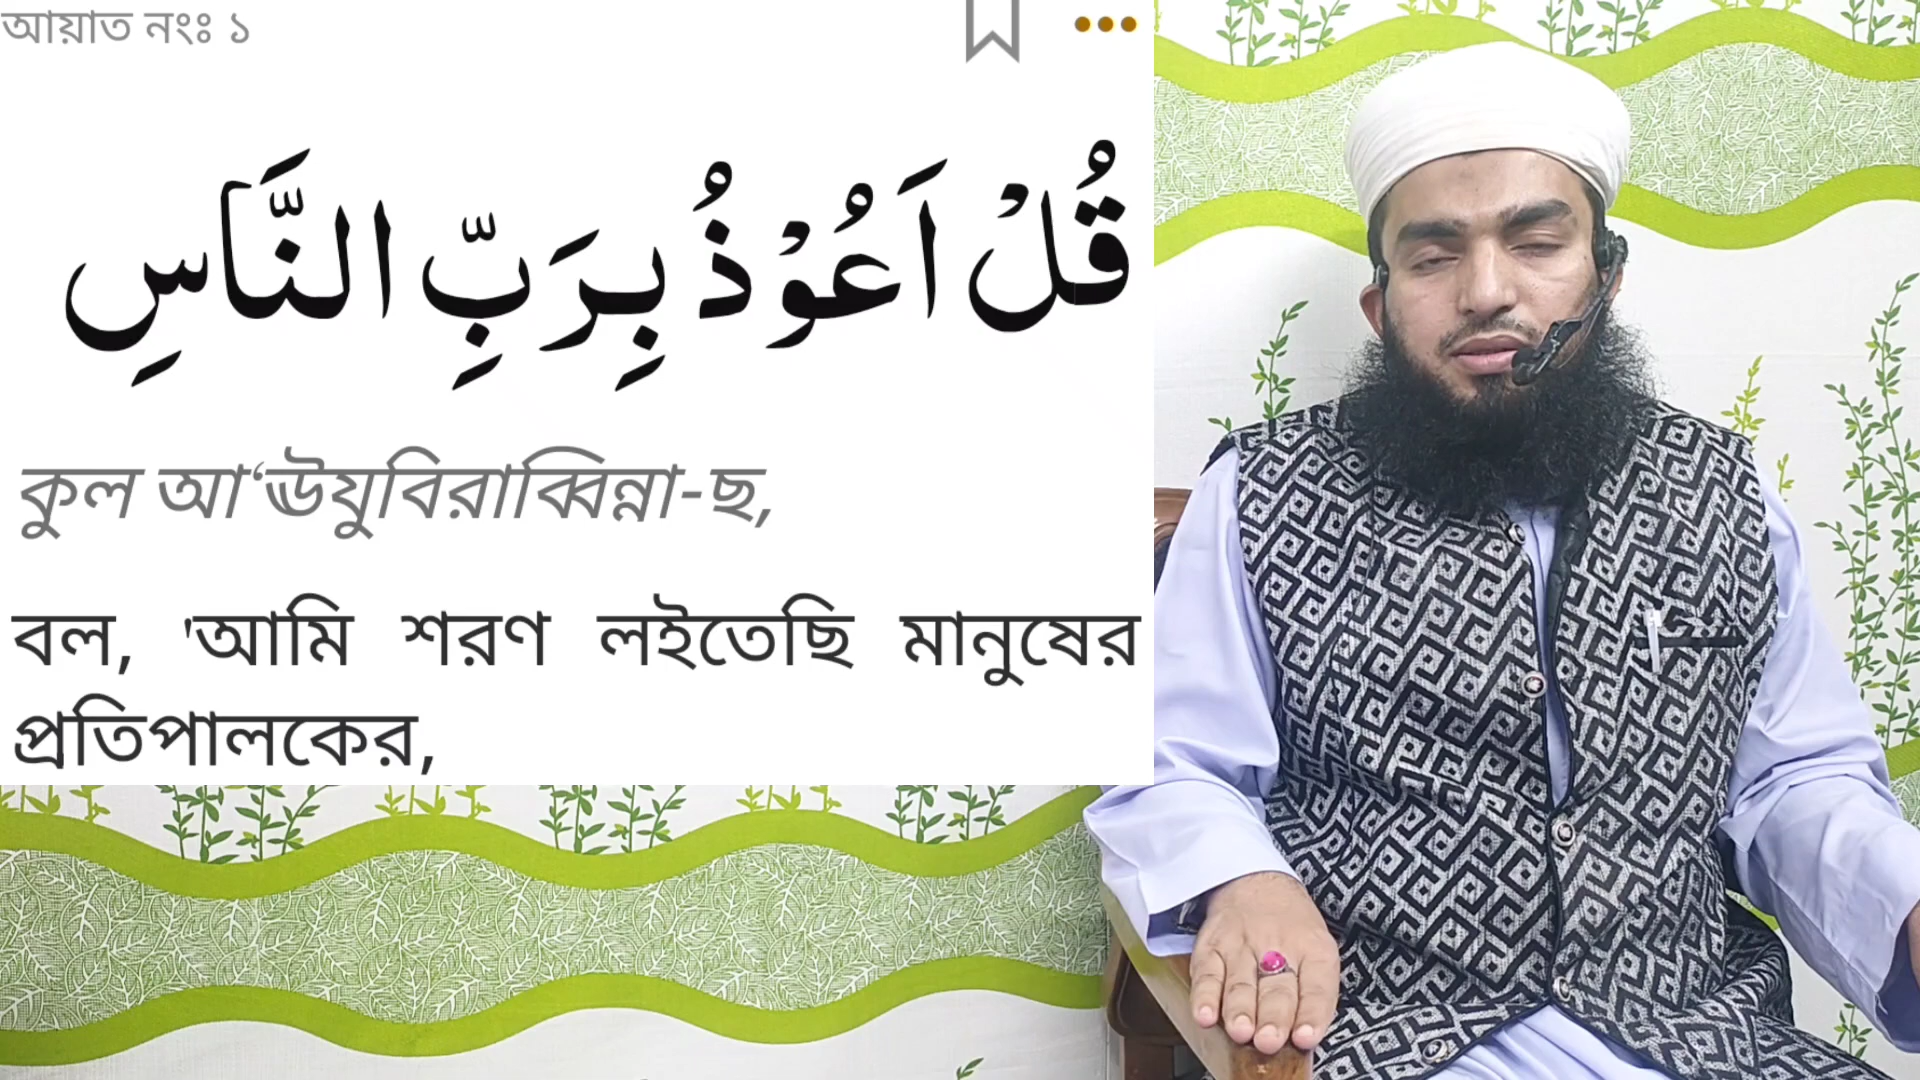 আয়াত নংঃ ১
قُلْ اَعُوْذُ بِرَبِّ النَّاسِ
কুল আ‘ঊযুবিরাব্বিন্না-ছ,
বল, 'আমি শরণ লইতেছি মানুষের
প্রতিপালকের,